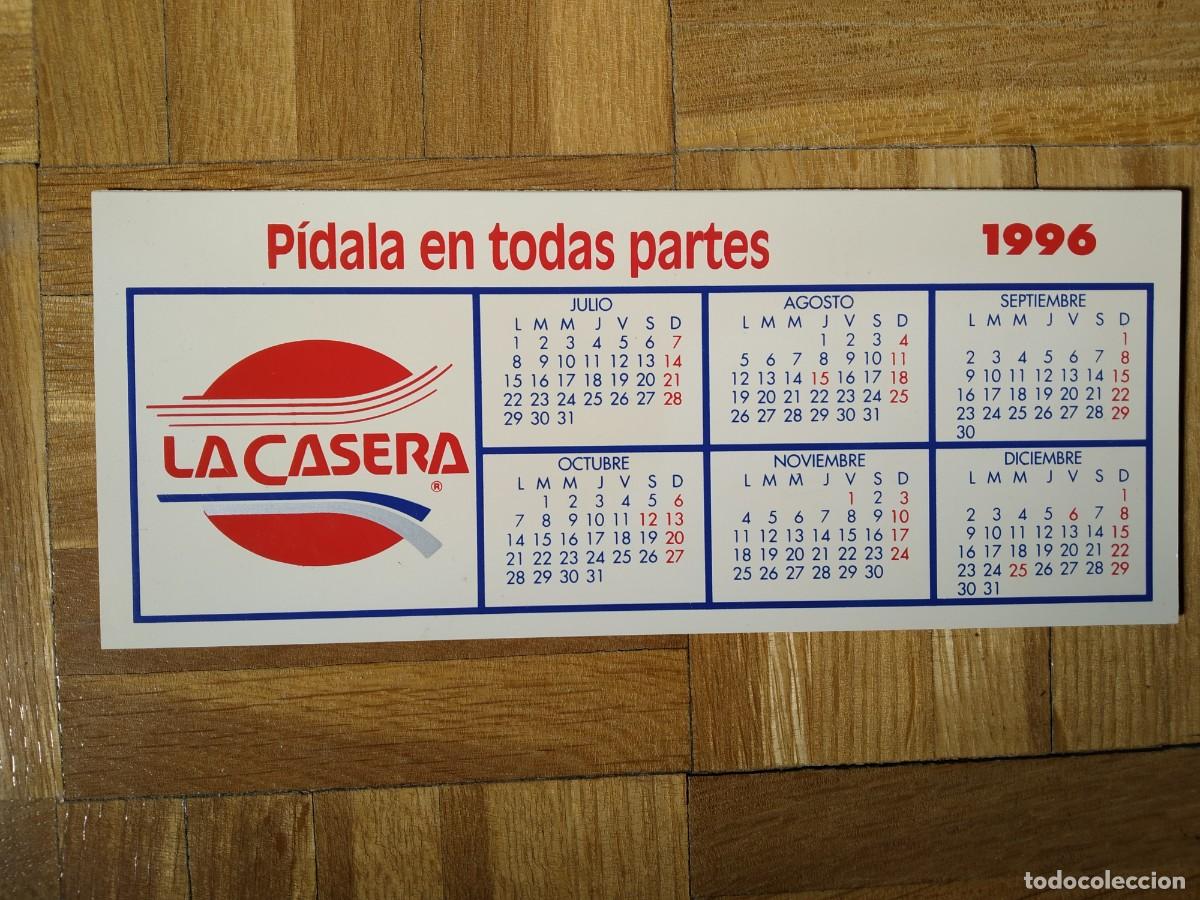 Pídala en todas partes
1996
LA CASERA
®
JULIO
L M M J V S D
1 2 3 4 5 6 7
8 9 10 11 12 13 14
15 16 17 18 19 20 21
22 23 24 25 26 27 28
29 30 31
AGOSTO
L M M J V S D
1 2 3 4
5 6 7 8 9 10 11
12 13 14 15 16 17 18
19 20 21 22 23 24 25
26 27 28 29 30 31
SEPTIEMBRE
L M M J V S D
1
2 3 4 5 6 7 8
9 10 11 12 13 14 15
16 17 18 19 20 21 22
23 24 25 26 27 28 29
30
OCTUBRE
L M M J V S D
1 2 3 4 5 6
7 8 9 10 11 12 13
14 15 16 17 18 19 20
21 22 23 24 25 26 27
28 29 30 31
NOVIEMBRE
L M M J V S D
1 2 3
4 5 6 7 8 9 10
11 12 13 14 15 16 17
18 19 20 21 22 23 24
25 26 27 28 29 30
DICIEMBRE
L M M J V S D
1
2 3 4 5 6 7 8
9 10 11 12 13 14 15
16 17 18 19 20 21 22
23 24 25 26 27 28 29
30 31
todocoleccion